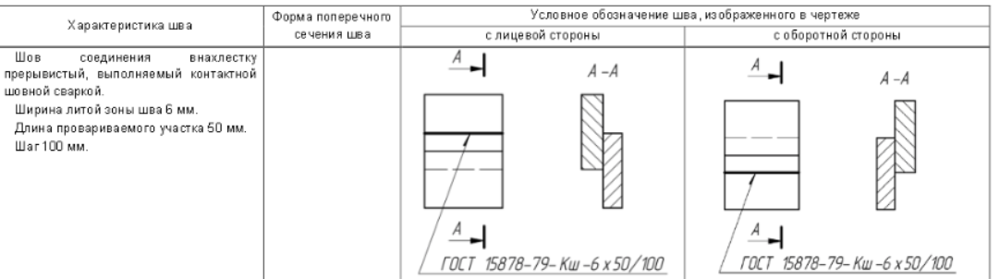 Характеристика шва
Форма поперечного
сечения шва
Условное обозначение шва, изображенного в чертеже
с лицевой стороны
с оборотной стороны
Шов соединения внахлестку
прерывистый, выполняемый контактной
шовной сваркой.
Ширина литой зоны шва 6 мм.
Длина провариваемого участка 50 мм.
Шаг 100 мм.
А
А–А
А
ГОСТ 15878-79-Кш-6 х 50/100
А
А–А
А
ГОСТ 15878-79-Кш-6 х 50/100